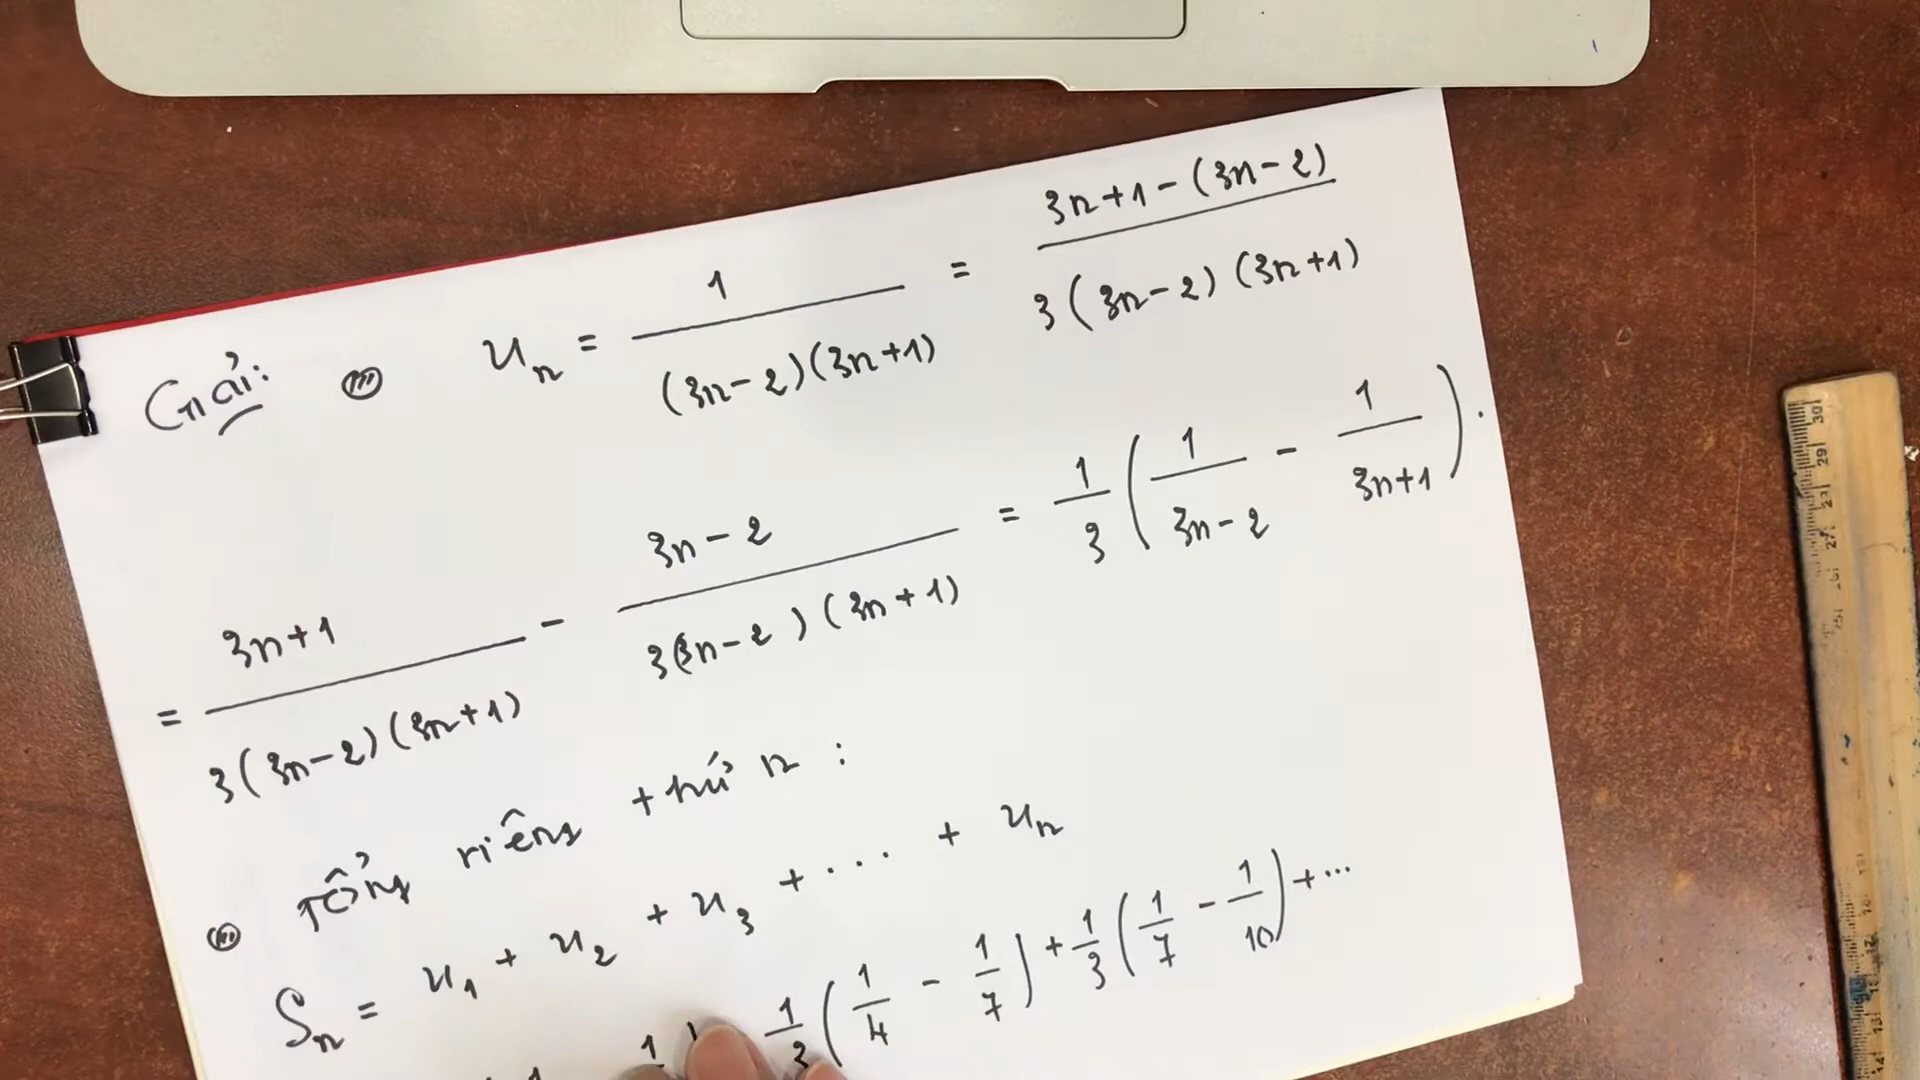 Giải: u_n = 1/((3n-2)(3n+1)) = (3n+1-(3n-2))/(3(3n-2)(3n+1))
= (3n+1)/(3(3n-2)(3n+1)) - (3n-2)/(3(3n-2)(3n+1)) = 1/3 (1/(3n-2) - 1/(3n+1)).
Tổng riêng thứ n :
S_n = u_1 + u_2 + u_3 + ... + u_n
1/3 (1/4 - 1/7) + 1/3 (1/7 - 1/10) + ...